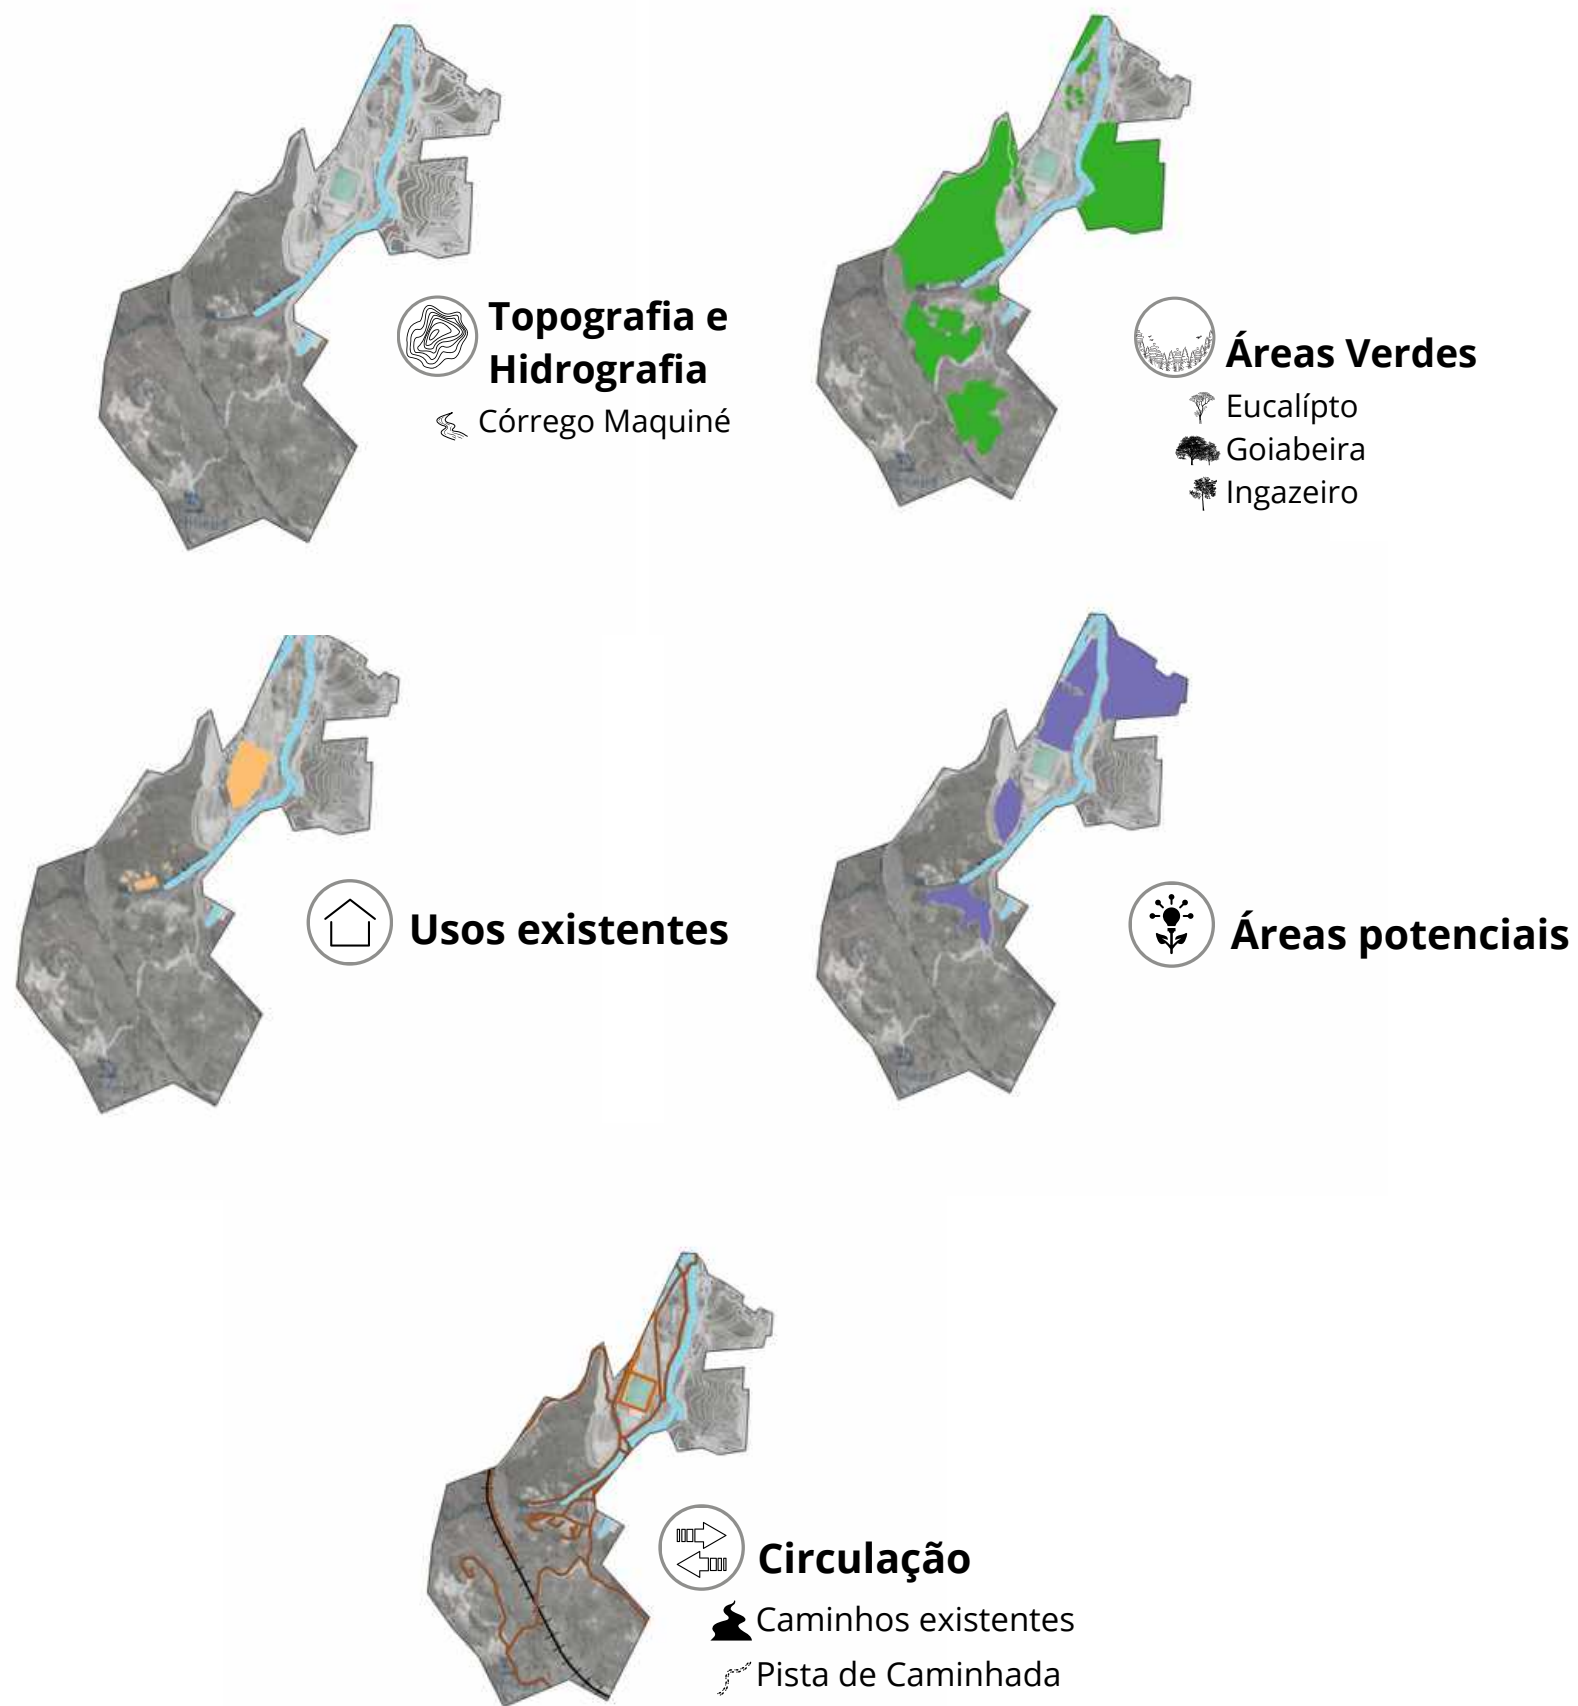 Topografia e
Hidrografia
Córrego Maquiné
Áreas Verdes
Eucalípto
Goiabeira
Ingazeiro
Usos existentes
Áreas potenciais
Circulação
Caminhos existentes
Pista de Caminhada